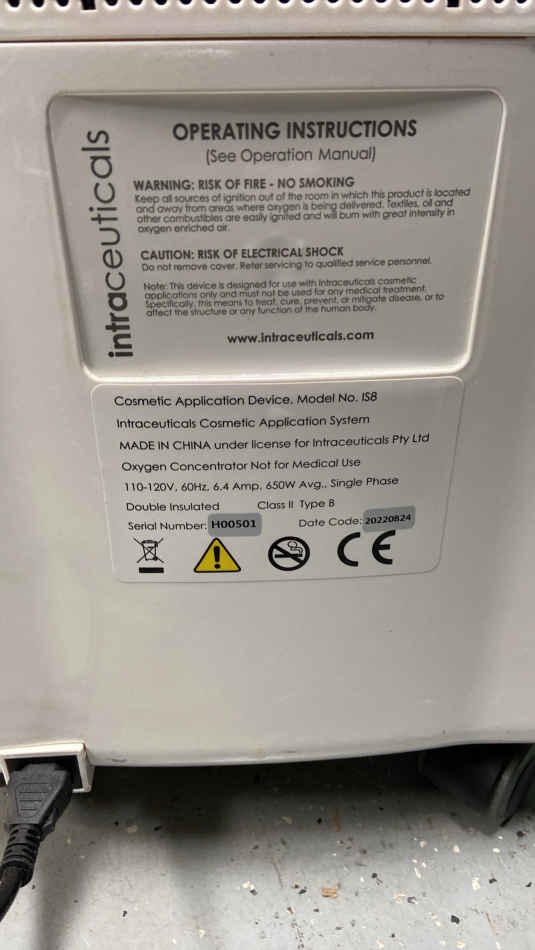 intraceuticals
OPERATING INSTRUCTIONS
(See Operation Manual)
WARNING: RISK OF FIRE - NO SMOKING
Keep all sources of ignition out of the room in which this product is located
and away from areas where oxygen is being delivered. Textiles, oil and
other combustibles are easily ignited and will burn with great intensity in
oxygen enriched air.
CAUTION: RISK OF ELECTRICAL SHOCK
Do not remove cover. Refer servicing to qualified service personnel.
Note: This device is designed for use with Intraceuticals cosmetic
applications only and must not be used for any medical treatment.
Specifically, this means to treat, cure, prevent, or mitigate disease, or to
affect the structure or any function of the human body.
www.intraceuticals.com
Cosmetic Application Device. Model No. IS8
Intraceuticals Cosmetic Application System
MADE IN CHINA under license for Intraceuticals Pty Ltd
Oxygen Concentrator Not for Medical Use
110-120V, 60Hz, 6.4 Amp, 650W Avg., Single Phase
Double Insulated Class II Type B
Serial Number: H00501 Date Code: 20220824
CE